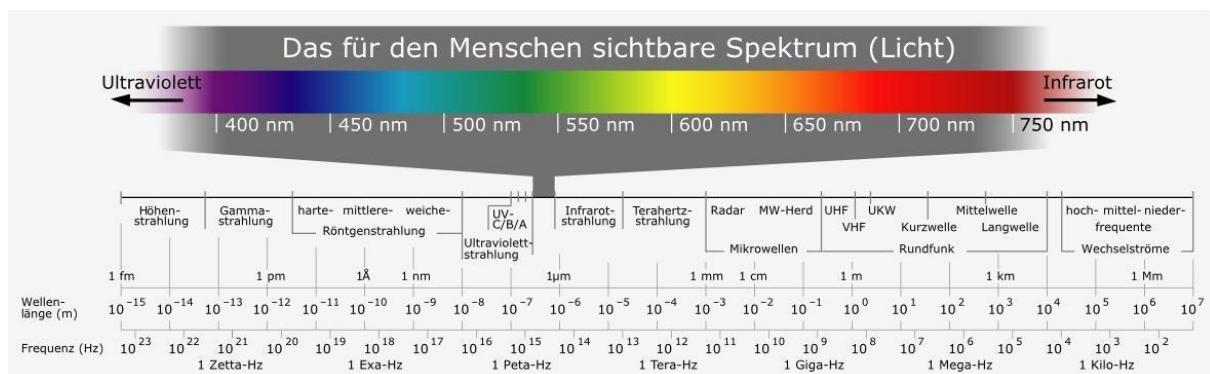 Das für den Menschen sichtbare Spektrum (Licht)
Ultraviolett
Infrarot
400 nm 450 nm 500 nm 550 nm 600 nm 650 nm 700 nm 750 nm
Höhen-
strahlung
Gamma-
strahlung
harte- mittlere- weiche-
Röntgenstrahlung
UV-
C/B/A
Ultraviolett-
strahlung
Infrarot-
strahlung
Terahertz-
strahlung
Radar MW-Herd
Mikrowellen
UHF UKW Mittelwelle
VHF Kurzwelle Langwelle
Rundfunk
hoch- mittel- nieder-
frequente
Wechselströme
1 fm 1 pm 1Å 1 nm 1µm 1 mm 1 cm 1 m 1 km 1 Mm
Wellen-
länge (m)
10⁻¹⁵ 10⁻¹⁴ 10⁻¹³ 10⁻¹² 10⁻¹¹ 10⁻¹⁰ 10⁻⁹ 10⁻⁸ 10⁻⁷ 10⁻⁶ 10⁻⁵ 10⁻⁴ 10⁻³ 10⁻² 10⁻¹ 10⁰ 10¹ 10² 10³ 10⁴ 10⁵ 10⁶ 10⁷
Frequenz (Hz) 10²³ 10²² 10²¹ 10²⁰ 10¹⁹ 10¹⁸ 10¹⁷ 10¹⁶ 10¹⁵ 10¹⁴ 10¹³ 10¹² 10¹¹ 10¹⁰ 10⁹ 10⁸ 10⁷ 10⁶ 10⁵ 10⁴ 10³ 10²
1 Zetta-Hz 1 Exa-Hz 1 Peta-Hz 1 Tera-Hz 1 Giga-Hz 1 Mega-Hz 1 Kilo-Hz